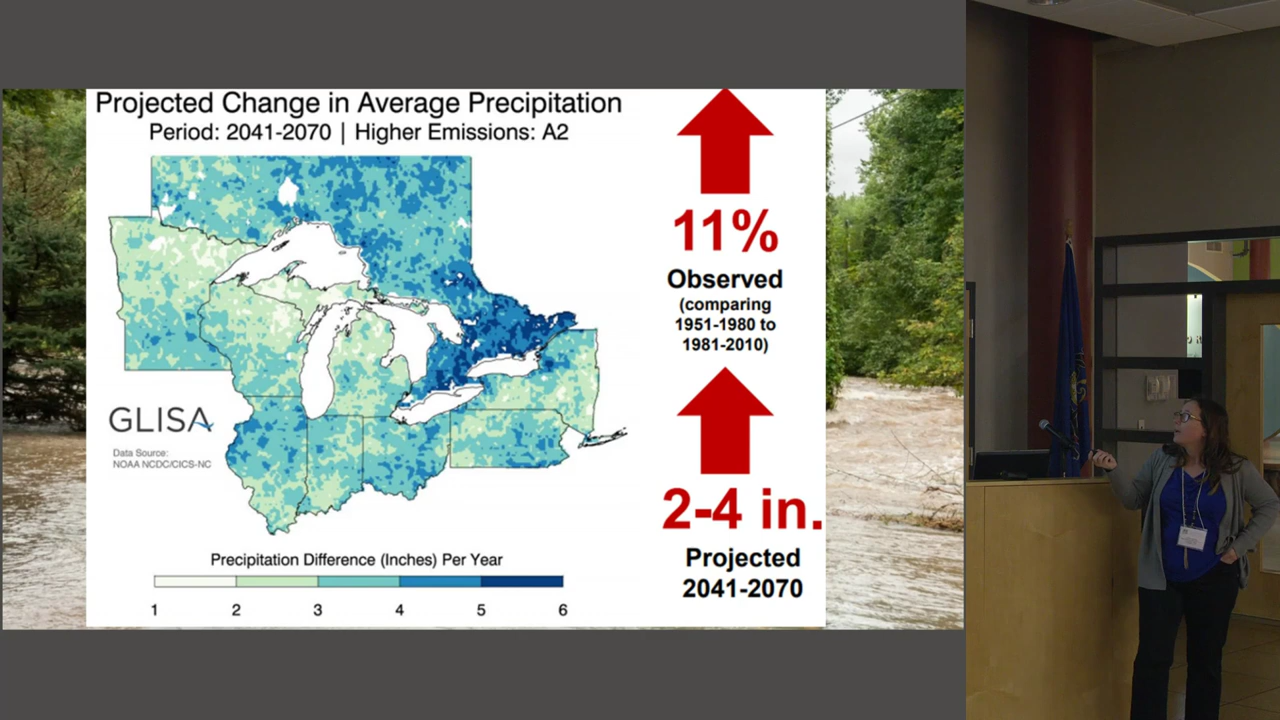 Projected Change in Average Precipitation
Period: 2041-2070 | Higher Emissions: A2
GLISA
Data Source:
NOAA NCDC/CICS-NC
Precipitation Difference (Inches) Per Year
1 2 3 4 5 6
11%
Observed
(comparing
1951-1980 to
1981-2010)
2-4 in.
Projected
2041-2070